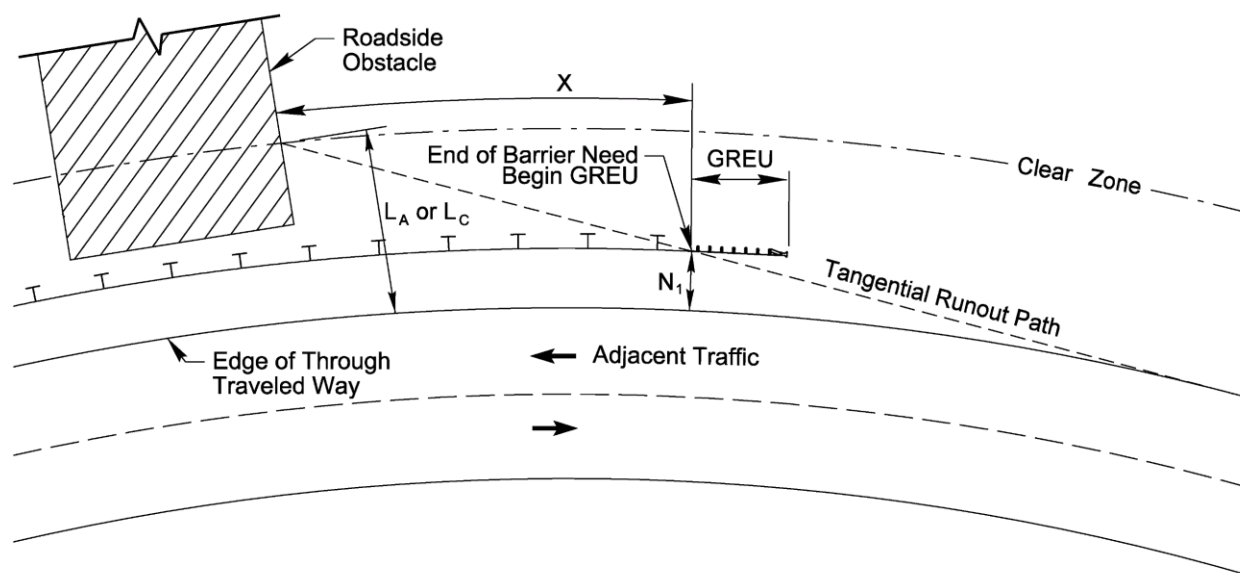 Roadside
Obstacle
X
End of Barrier Need
Begin GREU
GREU
Clear Zone
L_A or L_C
N_1
Tangential Runout Path
Edge of Through
Traveled Way
Adjacent Traffic